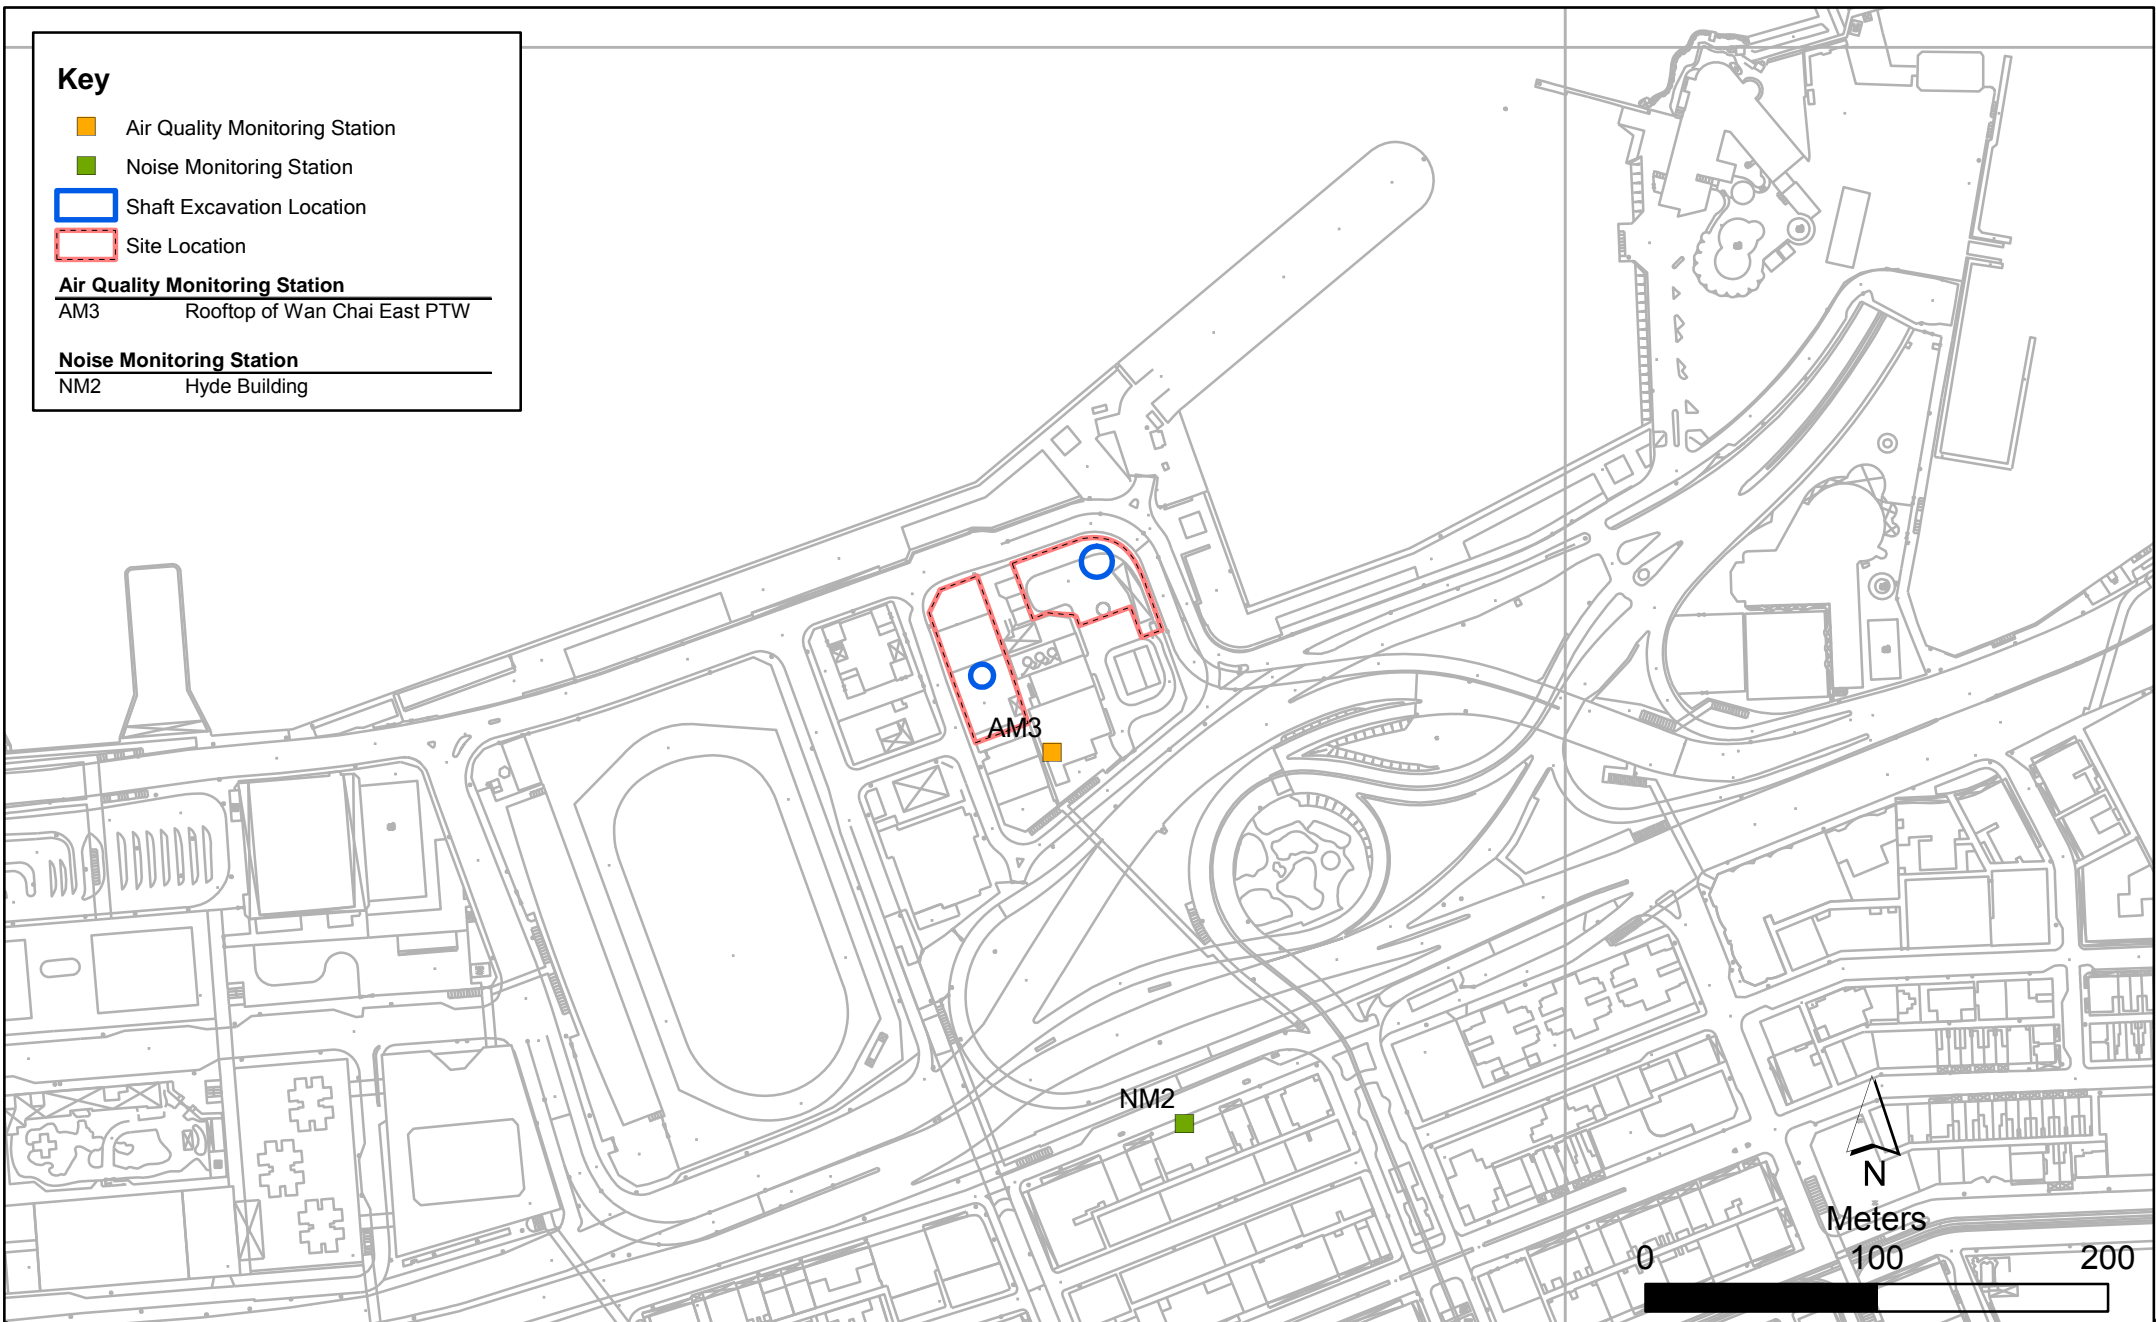 Key
Air Quality Monitoring Station
Noise Monitoring Station
Shaft Excavation Location
Site Location
Air Quality Monitoring Station
AM3 Rooftop of Wan Chai East PTW
Noise Monitoring Station
NM2 Hyde Building
AM3
NM2
N
Meters
0 100 200